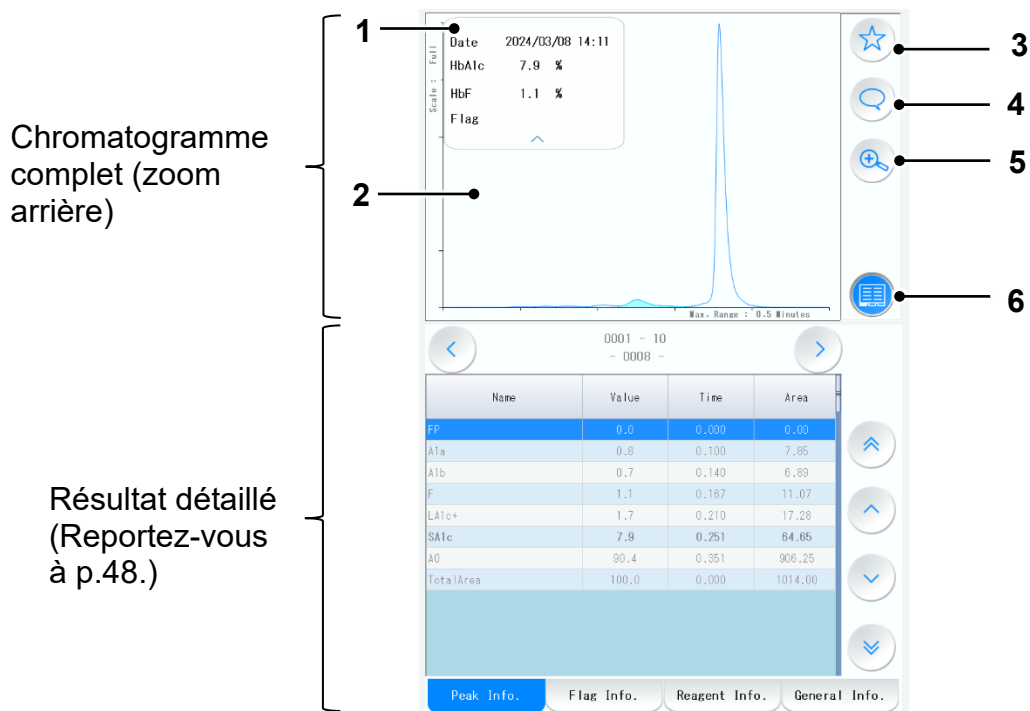 Chromatogramme
complet (zoom
arrière)
1
2
3
4
5
6
Scale : Full
Date 2024/03/08 14:11
HbA1c 7.9 %
HbF 1.1 %
Flag
Max. Range : 0.5 Minutes
Résultat détaillé
(Reportez-vous
à p.48.)
0001 - 10
- 0008 -
Name Value Time Area
FP 0.0 0.000 0.00
A1a 0.8 0.100 7.85
A1b 0.7 0.140 6.89
F 1.1 0.167 11.07
LA1c+ 1.7 0.210 17.28
SA1c 7.9 0.251 64.65
A0 90.4 0.351 906.25
TotalArea 100.0 0.000 1014.00
Peak Info. Flag Info. Reagent Info. General Info.